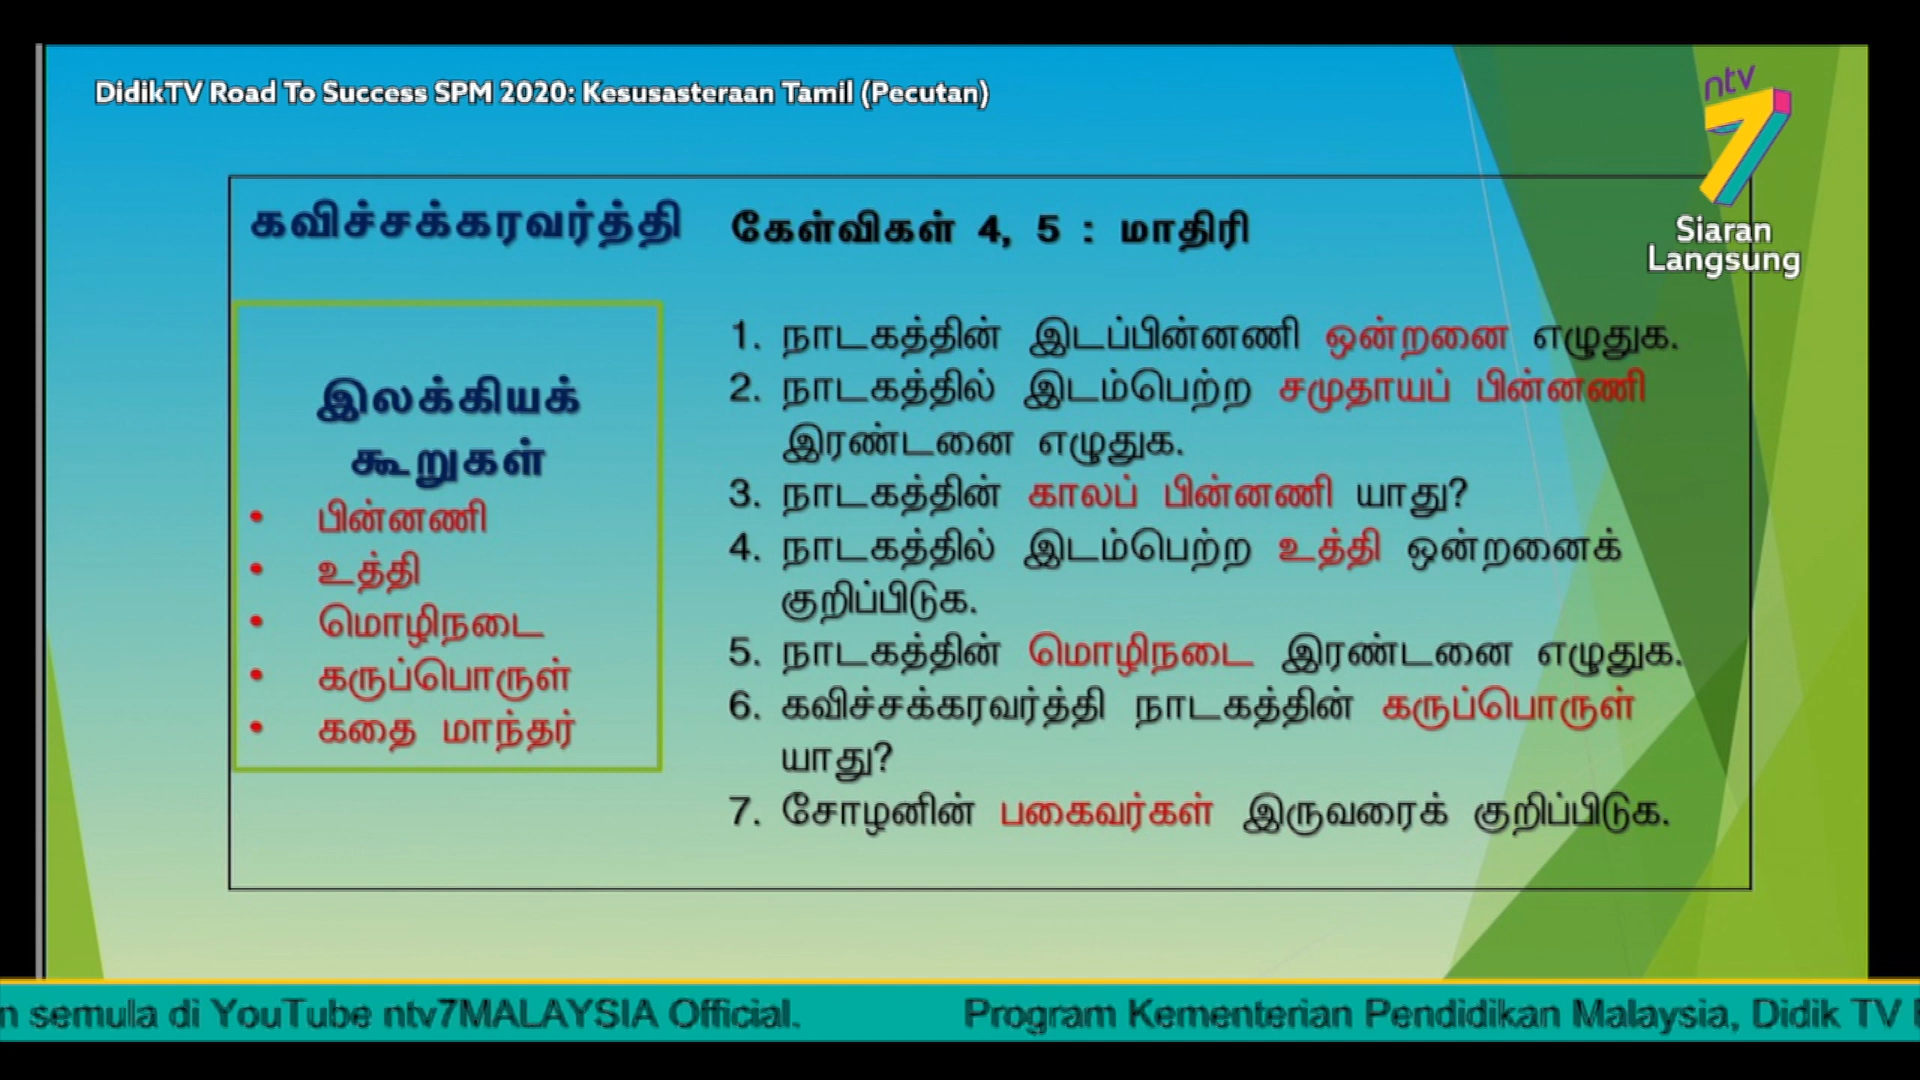 DidikTV Road To Success SPM 2020: Kesusasteraan Tamil (Pecutan)
ntv
7
Siaran
Langsung
கவிச்சக்கரவர்த்தி
இலக்கியக்
கூறுகள்
• பின்னணி
• உத்தி
• மொழிநடை
• கருப்பொருள்
• கதை மாந்தர்
கேள்விகள் 4, 5 : மாதிரி
1. நாடகத்தின் இடப்பின்னணி ஒன்றனை எழுதுக.
2. நாடகத்தில் இடம்பெற்ற சமுதாயப் பின்னணி
இரண்டனை எழுதுக.
3. நாடகத்தின் காலப் பின்னணி யாது?
4. நாடகத்தில் இடம்பெற்ற உத்தி ஒன்றனைக்
குறிப்பிடுக.
5. நாடகத்தின் மொழிநடை இரண்டனை எழுதுக.
6. கவிச்சக்கரவர்த்தி நாடகத்தின் கருப்பொருள்
யாது?
7. சோழனின் பகைவர்கள் இருவரைக் குறிப்பிடுக.
semula di YouTube ntv7MALAYSIA Official. Program Kementerian Pendidikan Malaysia, Didik TV